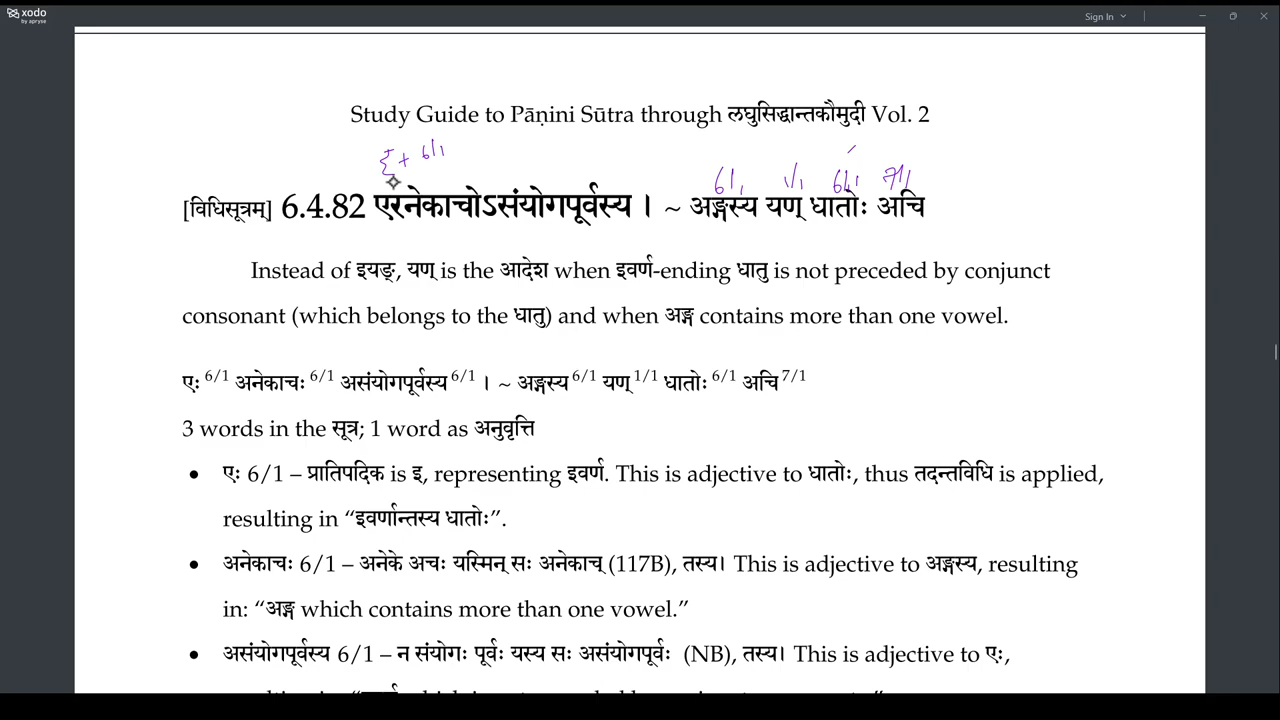 xodo
by apryse
Sign In
Study Guide to Pāṇini Sūtra through लघुसिद्धान्तकौमुदी Vol. 2
इ + 6/1
6/1 1/1 6/1 7/1
[विधिसूत्रम्] 6.4.82 एरनेकाचोऽसंयोगपूर्वस्य । ~ अङ्गस्य यण् धातोः अचि
Instead of इयङ्, यण् is the आदेश when इवर्ण-ending धातु is not preceded by conjunct
consonant (which belongs to the धातु) and when अङ्ग contains more than one vowel.
एः 6/1 अनेकाचः 6/1 असंयोगपूर्वस्य 6/1 । ~ अङ्गस्य 6/1 यण् 1/1 धातोः 6/1 अचि 7/1
3 words in the सूत्र; 1 word as अनुवृत्ति
• एः 6/1 – प्रातिपदिक is इ, representing इवर्ण. This is adjective to धातोः, thus तदन्तविधि is applied,
resulting in “इवर्णान्तस्य धातोः”.
• अनेकाचः 6/1 – अनेके अचः यस्मिन् सः अनेकाच् (117B), तस्य। This is adjective to अङ्गस्य, resulting
in: “अङ्ग which contains more than one vowel.”
• असंयोगपूर्वस्य 6/1 – न संयोगः पूर्वः यस्य सः असंयोगपूर्वः (NB), तस्य। This is adjective to एः,